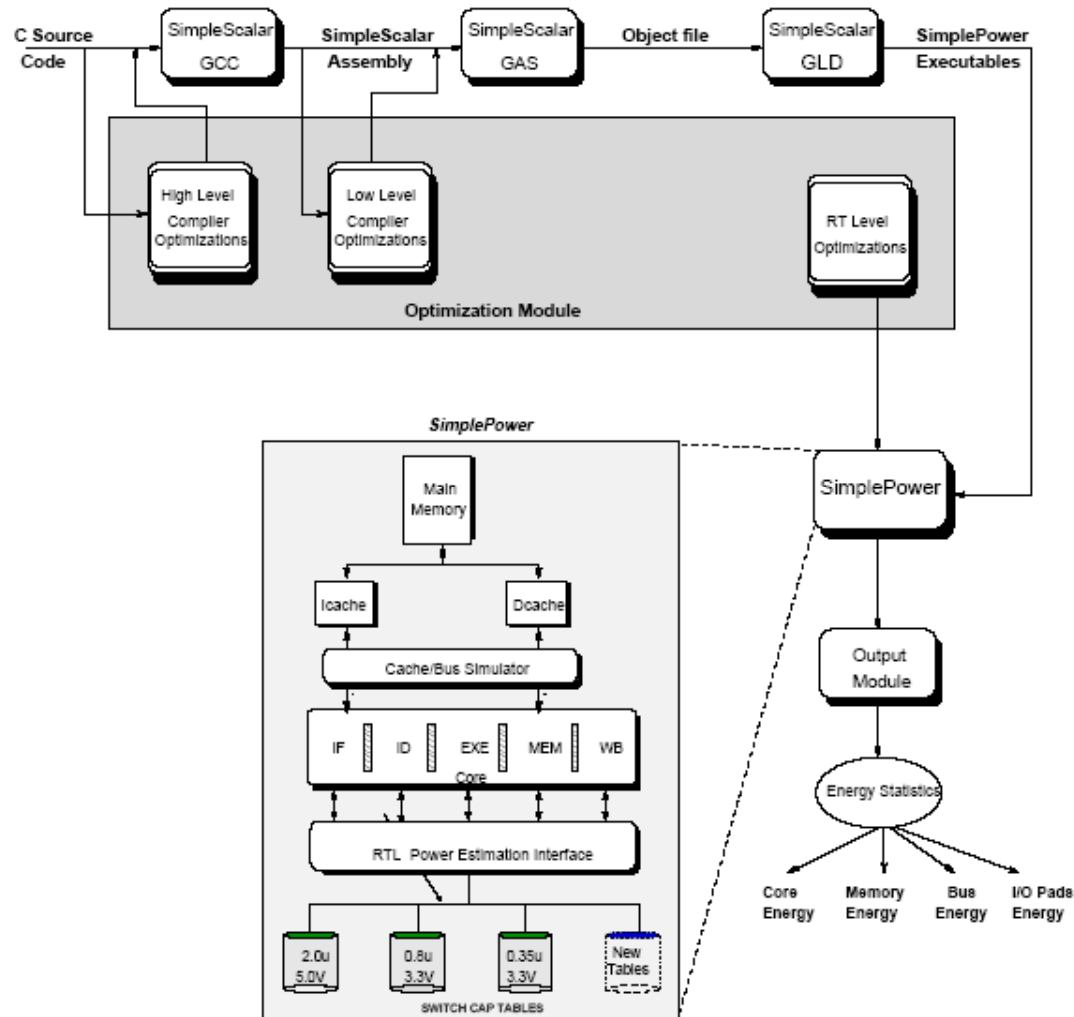 C Source
Code
SimpleScalar
GCC
SimpleScalar
Assembly
SimpleScalar
GAS
Object file
SimpleScalar
GLD
SimplePower
Executables
High Level
Compiler
Optimizations
Low Level
Compiler
Optimizations
RT Level
Optimizations
Optimization Module
SimplePower
Main
Memory
Icache
Dcache
Cache/Bus Simulator
IF
ID
EXE
MEM
WB
Core
RTL Power Estimation Interface
2.0u
5.0V
0.8u
3.3V
0.35u
3.3V
New
Tables
SWITCH CAP TABLES
SimplePower
Output
Module
Energy Statistics
Core
Energy
Memory
Energy
Bus
Energy
I/O Pads
Energy